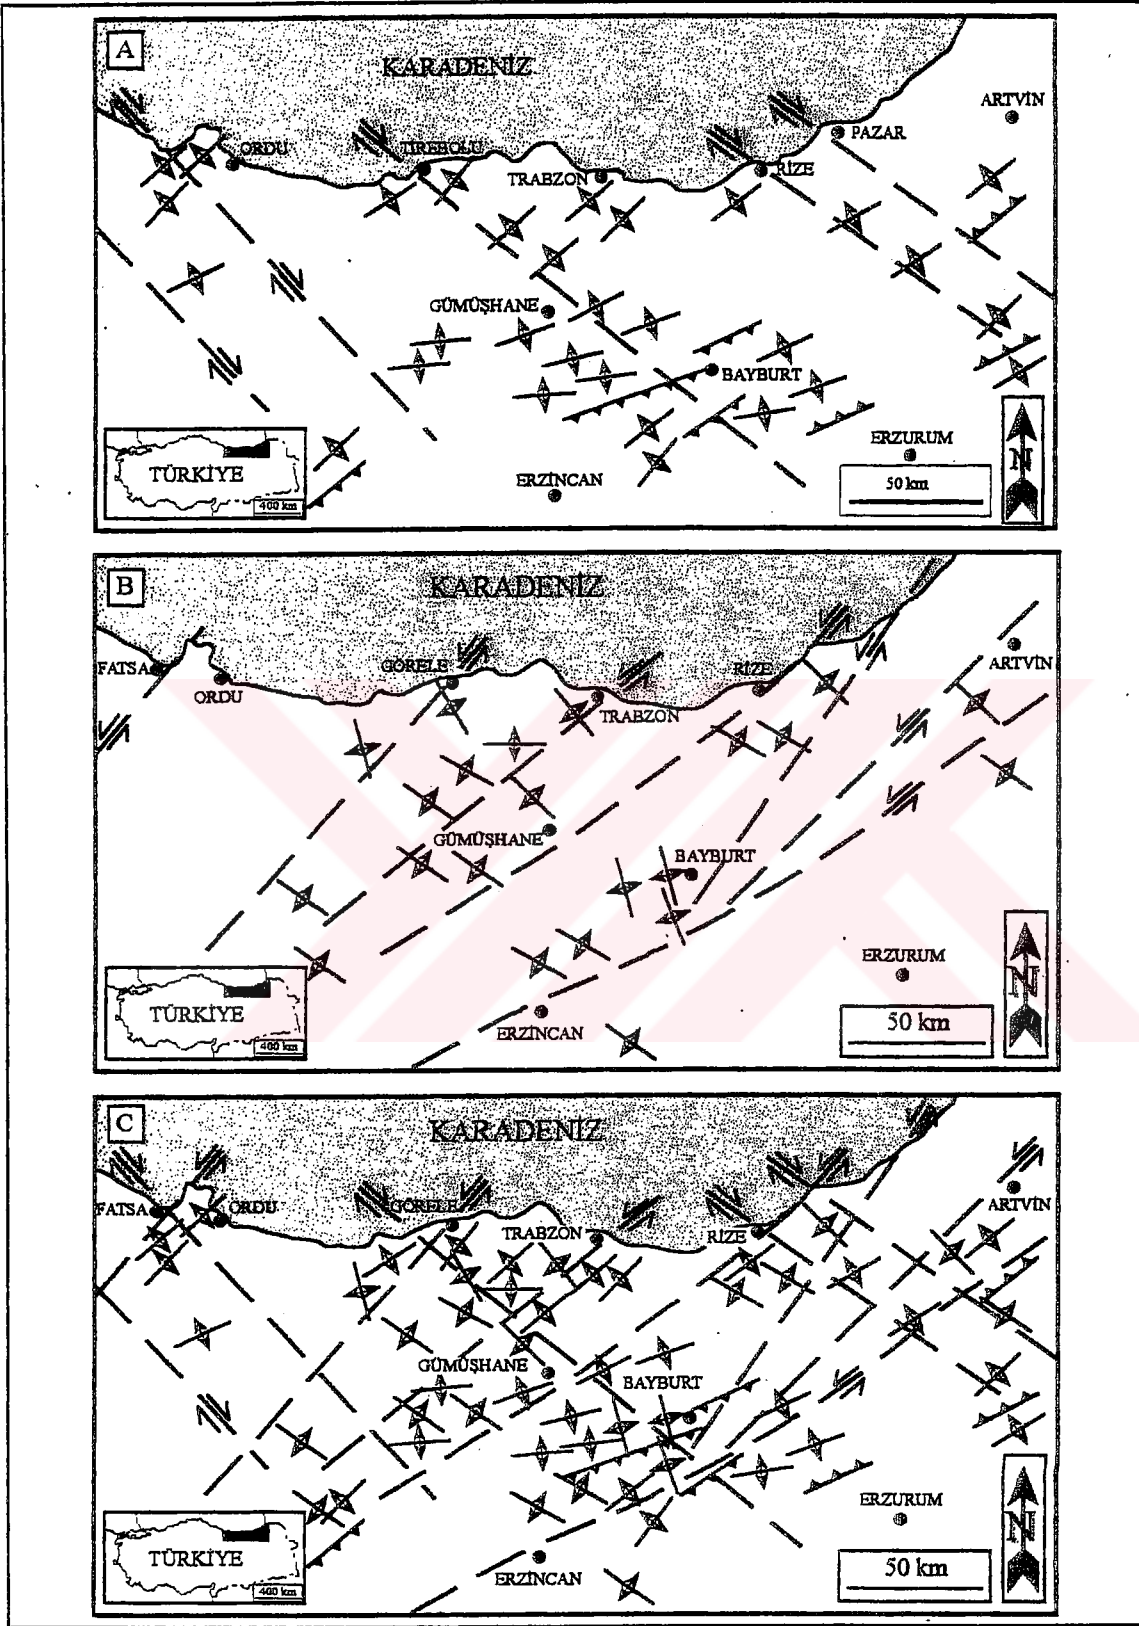 A
KARADENİZ
ARTVİN
PAZAR
ORDU
TİREBOLU
TRABZON
RİZE
GÜMÜŞHANE
BAYBURT
ERZURUM
ERZİNCAN
TÜRKİYE
400 km
50 km
N
B
KARADENİZ
FATSA
ORDU
GÖRELE
TRABZON
RİZE
ARTVİN
GÜMÜŞHANE
BAYBURT
ERZURUM
ERZİNCAN
TÜRKİYE
400 km
50 km
N
C
KARADENİZ
FATSA
ORDU
GÖRELE
TRABZON
RİZE
ARTVİN
GÜMÜŞHANE
BAYBURT
ERZURUM
ERZİNCAN
TÜRKİYE
400 km
50 km
N